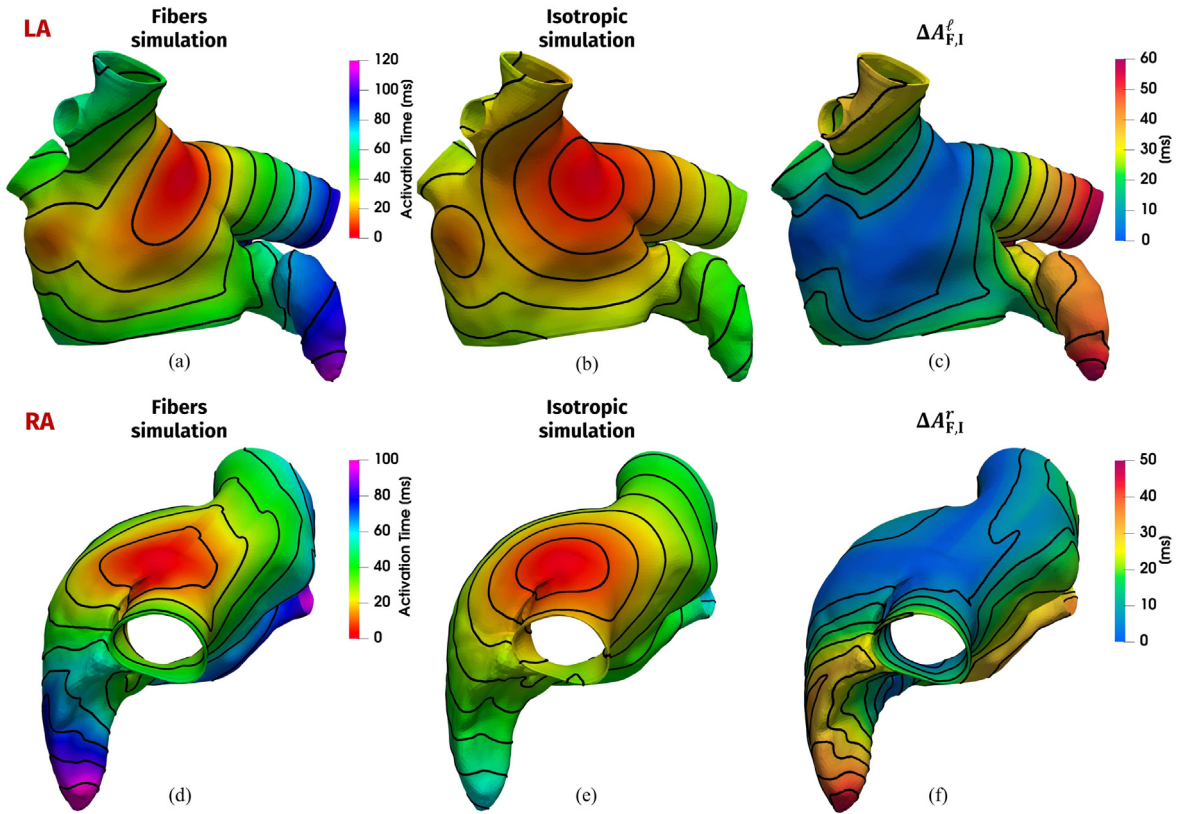 LA
Fibers
simulation
Isotropic
simulation
ΔA^ℓ_F,I
120
100
80
60
40
20
0
Activation Time (ms)
60
50
40
30
20
10
0
(ms)
(a)
(b)
(c)
RA
Fibers
simulation
Isotropic
simulation
ΔA^r_F,I
100
80
60
40
20
0
Activation Time (ms)
50
40
30
20
10
0
(ms)
(d)
(e)
(f)